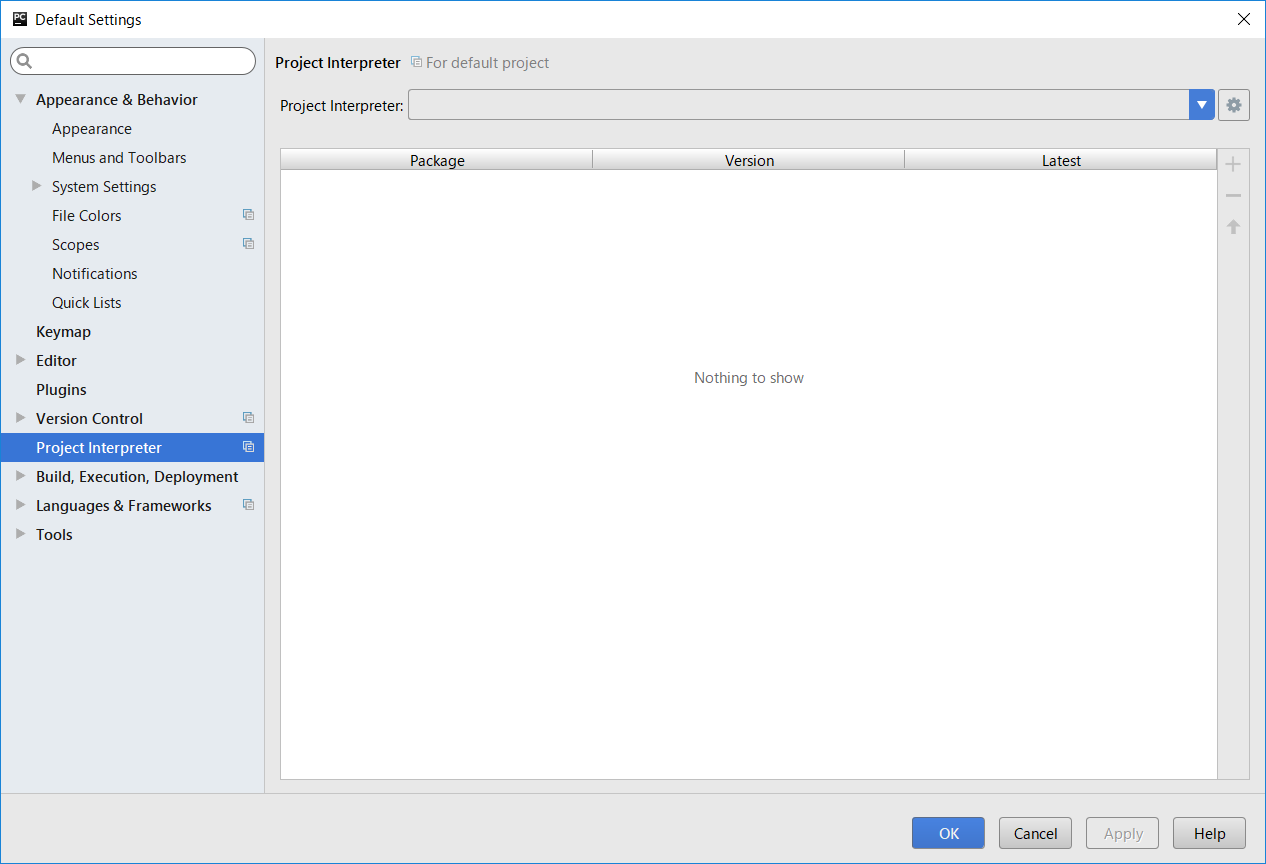 PC Default Settings
Appearance & Behavior
Appearance
Menus and Toolbars
System Settings
File Colors
Scopes
Notifications
Quick Lists
Keymap
Editor
Plugins
Version Control
Project Interpreter
Build, Execution, Deployment
Languages & Frameworks
Tools
Project Interpreter For default project
Project Interpreter:
Package Version Latest
Nothing to show
OK Cancel Apply Help